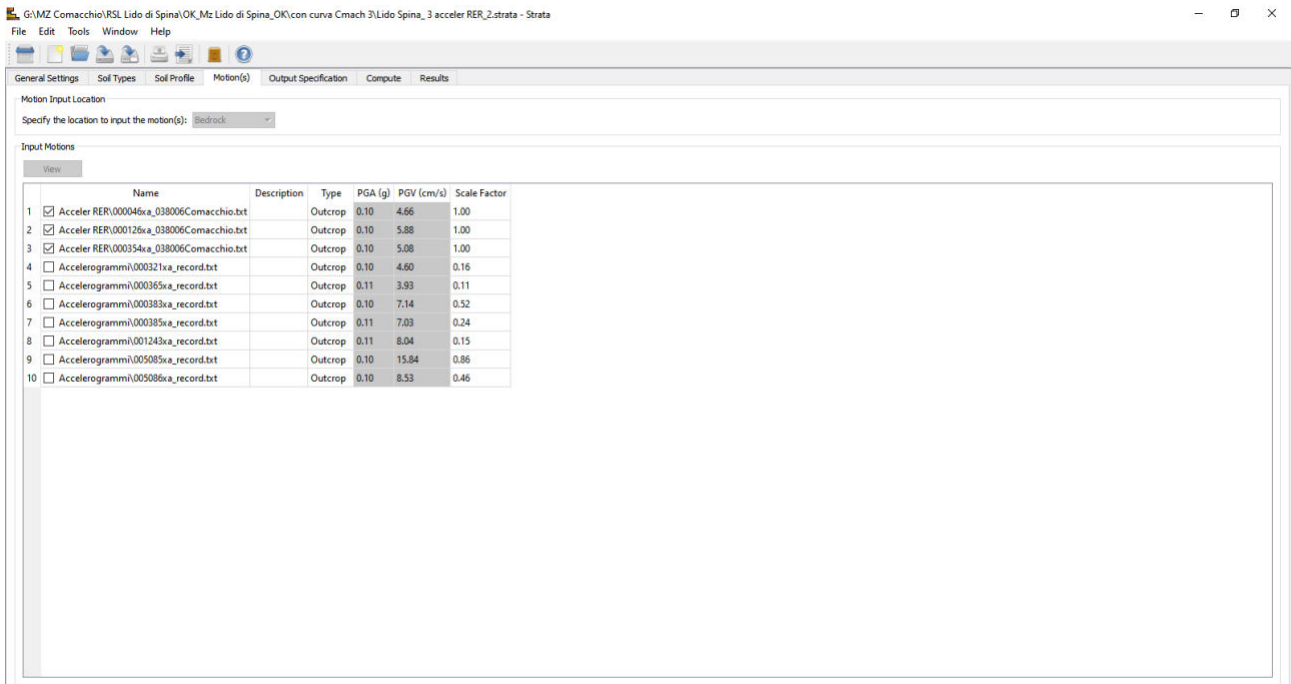 G:\MZ Comacchio\RSL Lido di Spina\OK_Mz Lido di Spina_OK\con curva Cmach 3\Lido Spina_ 3 acceler RER_2.strata - Strata
File Edit Tools Window Help
General Settings Soil Types Soil Profile Motion(s) Output Specification Compute Results
Motion Input Location
Specify the location to input the motion(s): Bedrock
Input Motions
View
Name Description Type PGA (g) PGV (cm/s) Scale Factor
1 Acceler RER\000046xa_038006Comacchio.txt Outcrop 0.10 4.66 1.00
2 Acceler RER\000126xa_038006Comacchio.txt Outcrop 0.10 5.88 1.00
3 Acceler RER\000354xa_038006Comacchio.txt Outcrop 0.10 5.08 1.00
4 Accelerogrammi\000321xa_record.txt Outcrop 0.10 4.60 0.16
5 Accelerogrammi\000365xa_record.txt Outcrop 0.11 3.93 0.11
6 Accelerogrammi\000383xa_record.txt Outcrop 0.10 7.14 0.52
7 Accelerogrammi\000385xa_record.txt Outcrop 0.11 7.03 0.24
8 Accelerogrammi\001243xa_record.txt Outcrop 0.11 8.04 0.15
9 Accelerogrammi\005085xa_record.txt Outcrop 0.10 15.84 0.86
10 Accelerogrammi\005086xa_record.txt Outcrop 0.10 8.53 0.46